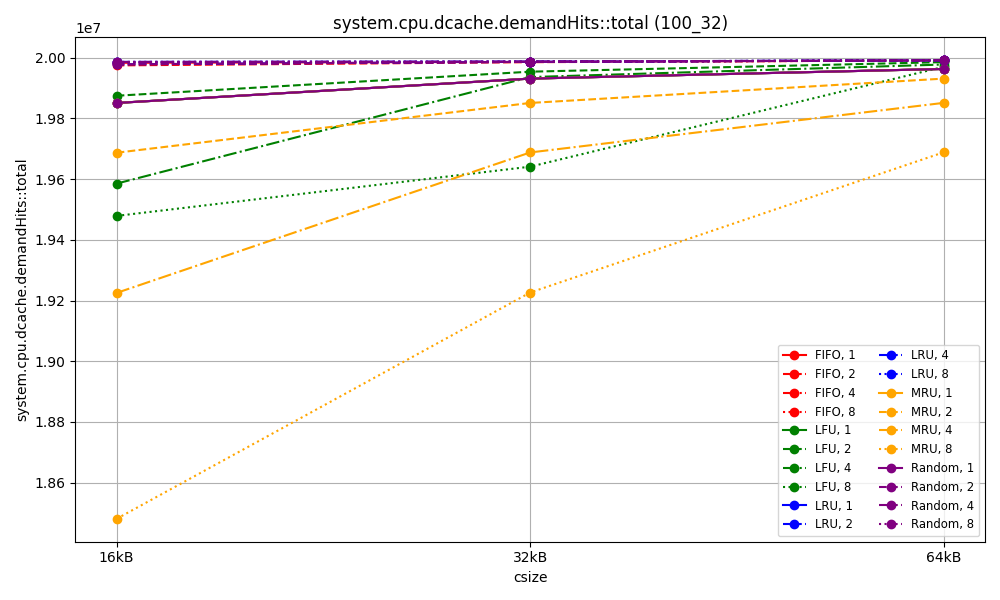 system.cpu.dcache.demandHits::total (100_32)
1e7
2.00
1.98
1.96
1.94
1.92
1.90
1.88
1.86
system.cpu.dcache.demandHits::total
16kB
32kB
64kB
csize
FIFO, 1
FIFO, 2
FIFO, 4
FIFO, 8
LFU, 1
LFU, 2
LFU, 4
LFU, 8
LRU, 1
LRU, 2
LRU, 4
LRU, 8
MRU, 1
MRU, 2
MRU, 4
MRU, 8
Random, 1
Random, 2
Random, 4
Random, 8